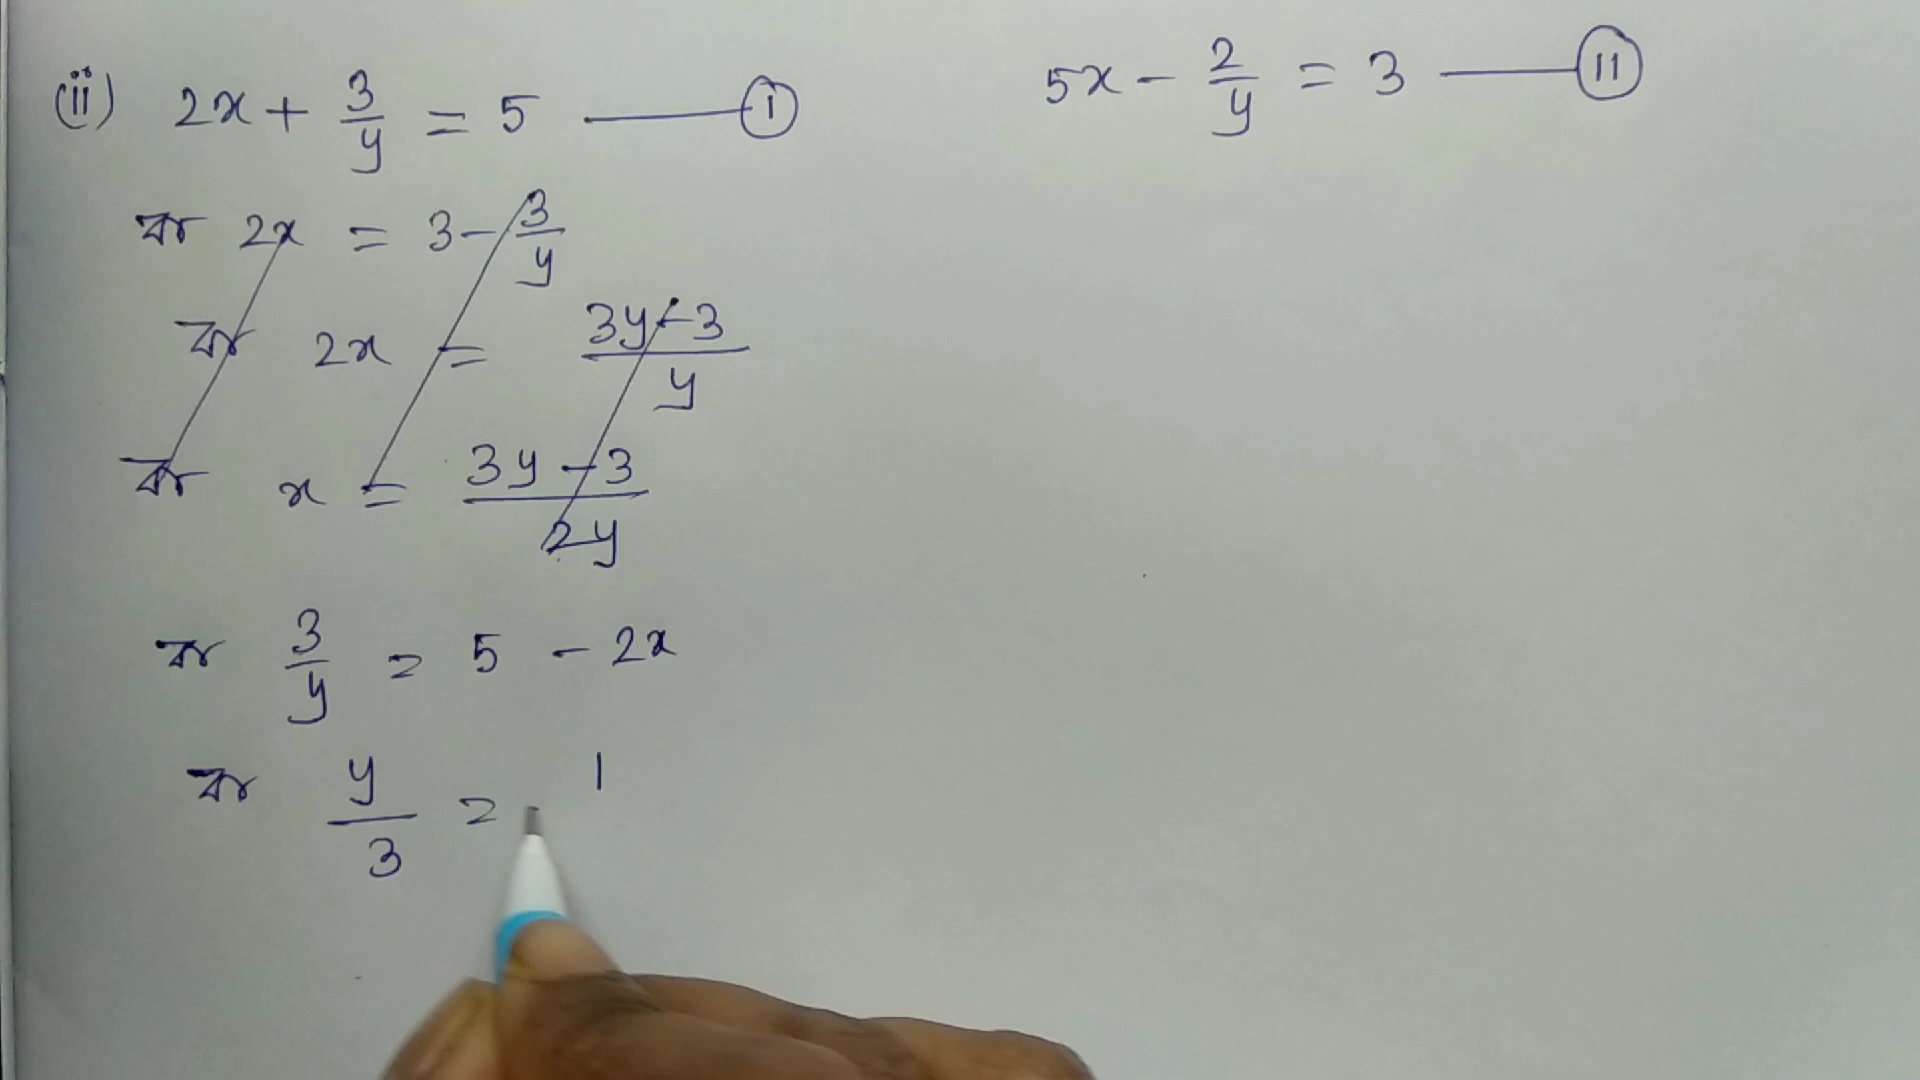 (ii) 2x + 3/y = 5 —— (I)
5x - 2/y = 3 —— (II)
বা 2x = 3 - 3/y
বা 2x = (3y - 3)/y
বা x = (3y - 3)/2y
বা 3/y = 5 - 2x
বা y/3 = 1